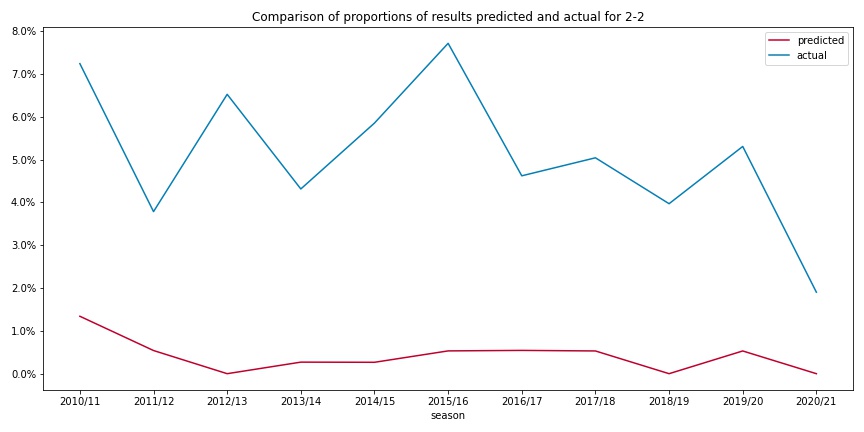 Comparison of proportions of results predicted and actual for 2-2
predicted
actual
8.0%
7.0%
6.0%
5.0%
4.0%
3.0%
2.0%
1.0%
0.0%
2010/11 2011/12 2012/13 2013/14 2014/15 2015/16 2016/17 2017/18 2018/19 2019/20 2020/21
season